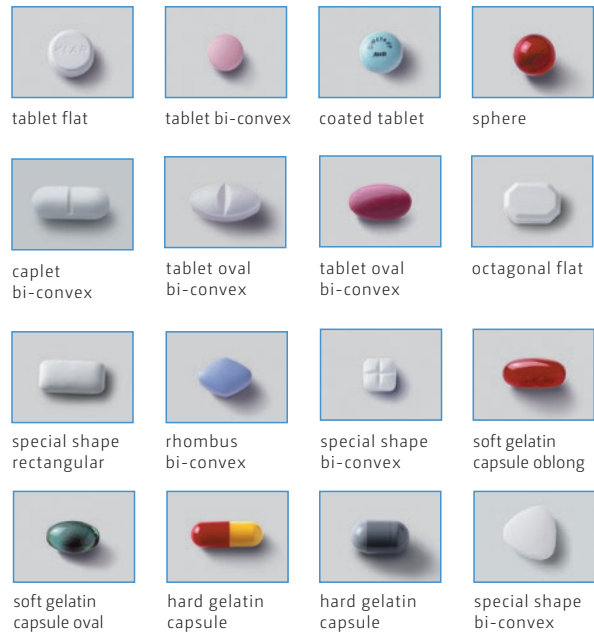 tablet flat
tablet bi-convex
coated tablet
sphere
caplet
bi-convex
tablet oval
bi-convex
tablet oval
bi-convex
octagonal flat
special shape
rectangular
rhombus
bi-convex
special shape
bi-convex
soft gelatin
capsule oblong
soft gelatin
capsule oval
hard gelatin
capsule
hard gelatin
capsule
special shape
bi-convex